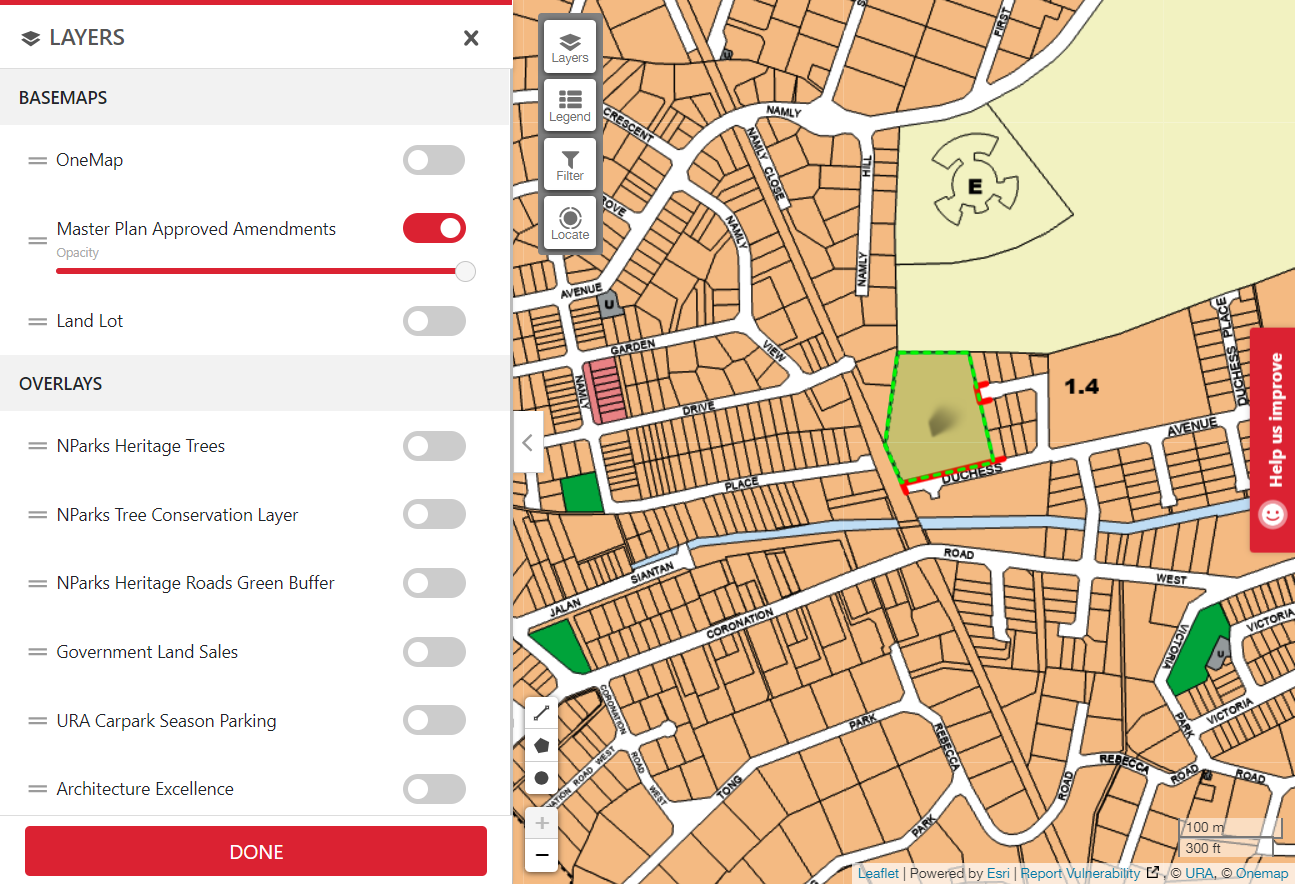 LAYERS
BASEMAPS
OneMap
Master Plan Approved Amendments
Opacity
Land Lot
OVERLAYS
NParks Heritage Trees
NParks Tree Conservation Layer
NParks Heritage Roads Green Buffer
Government Land Sales
URA Carpark Season Parking
Architecture Excellence
DONE
Layers
Legend
Filter
Locate
FIRST
NAMLY
CRESCENT
NAMLY CLOSE
HILL
NAMLY
E
ROVE
NAMLY
AVENUE
U
GARDEN
VIEW
NAMLY
DRIVE
PLACE
DUCHESS
1.4
AVENUE
DUCHESS PLACE
Help us improve
ROAD
WEST
SIANTAN
JALAN
CORONATION
VICTORIA
VICTORIA
U
VICTORIA
PARK
CORONATION
ROAD
WEST
NATION ROAD WEST
TONG
PARK
REBECCA
PARK
ROAD
REBECCA
ROAD
ROAD
+
−
100 m
300 ft
Leaflet | Powered by Esri | Report Vulnerability , © URA, © Onemap